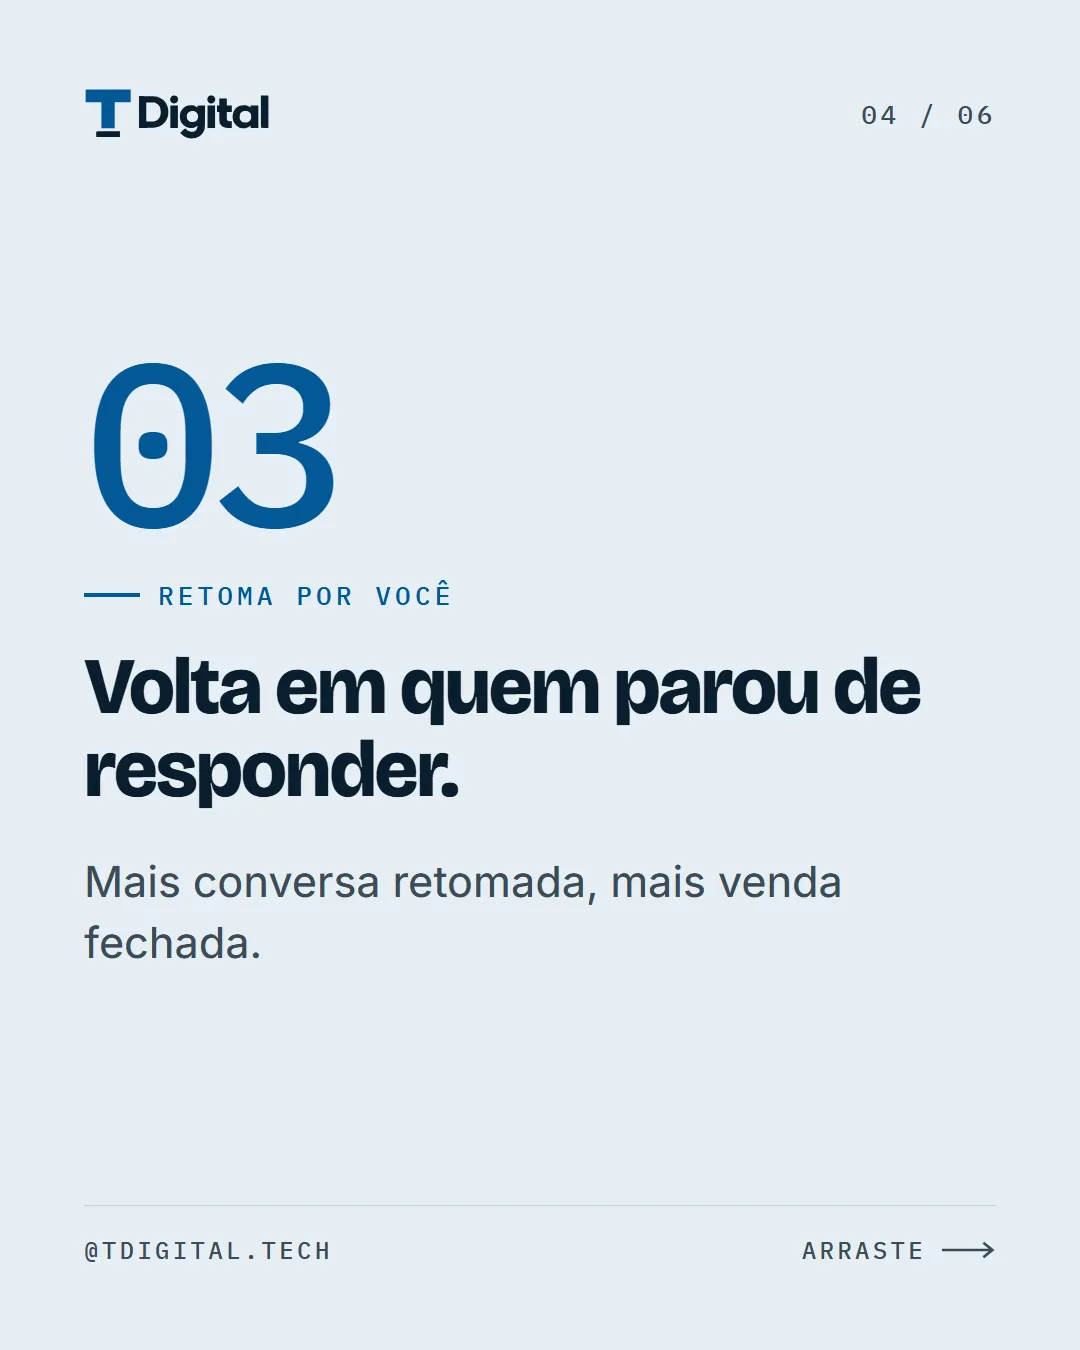 TDigital
04 / 06
03
RETOMA POR VOCÊ
Volta em quem parou de
responder.
Mais conversa retomada, mais venda
fechada.
@TDIGITAL.TECH
ARRASTE